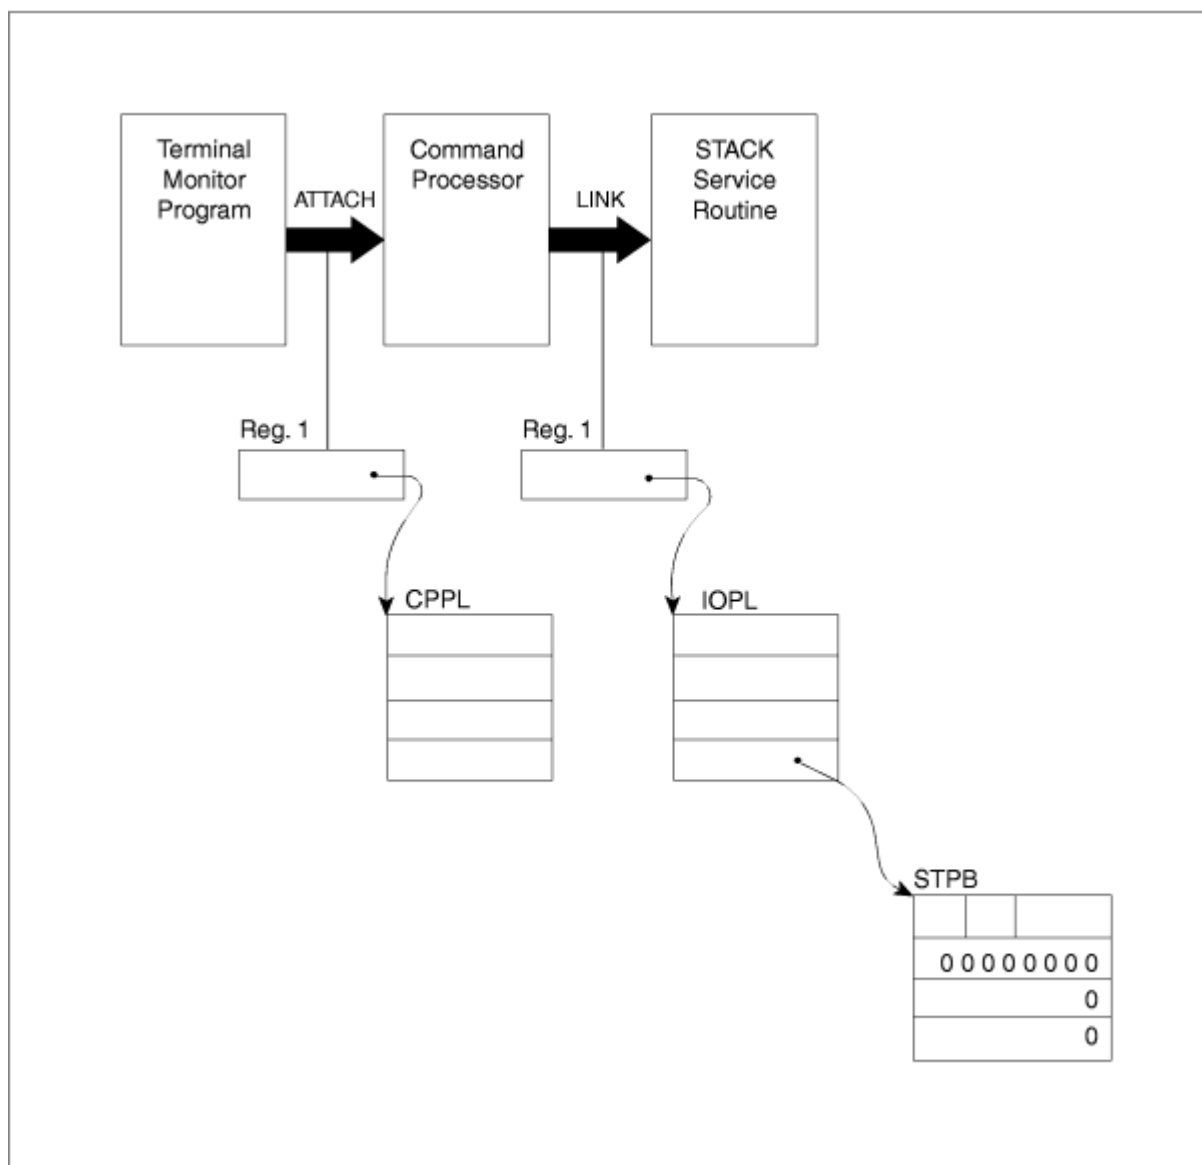 Terminal
Monitor
Program
ATTACH
Command
Processor
LINK
STACK
Service
Routine
Reg. 1
Reg. 1
CPPL
IOPL
STPB
0 0 0 0 0 0 0 0
0
0